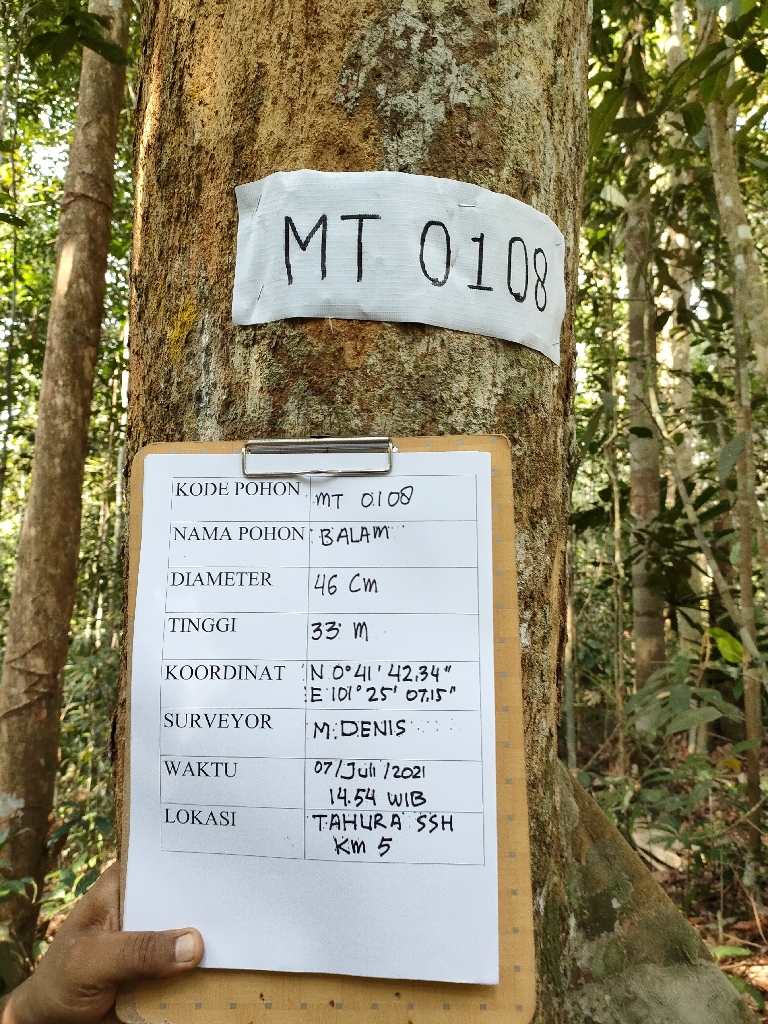 MT 0108
KODE POHON : MT 0108
NAMA POHON : BALAM
DIAMETER : 46 Cm
TINGGI : 33 M
KOORDINAT : N 0° 41' 42.34"
: E 101° 25' 07.15"
SURVEYOR : M. DENIS
WAKTU : 07/Juli/2021
14.54 WIB
LOKASI : TAHURA SSH
Km 5